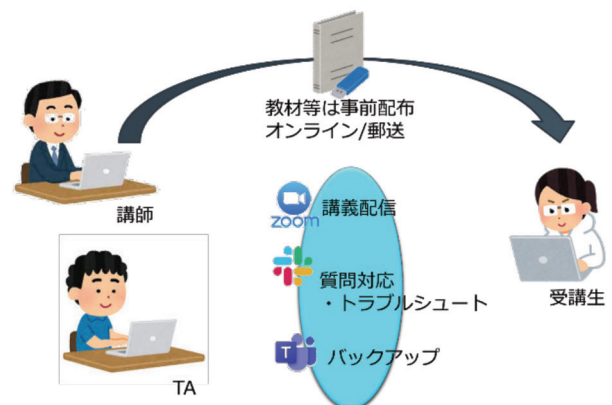 教材等は事前配布
オンライン/郵送
講師
zoom
講義配信
質問対応
・トラブルシュート
受講生
T
バックアップ
TA